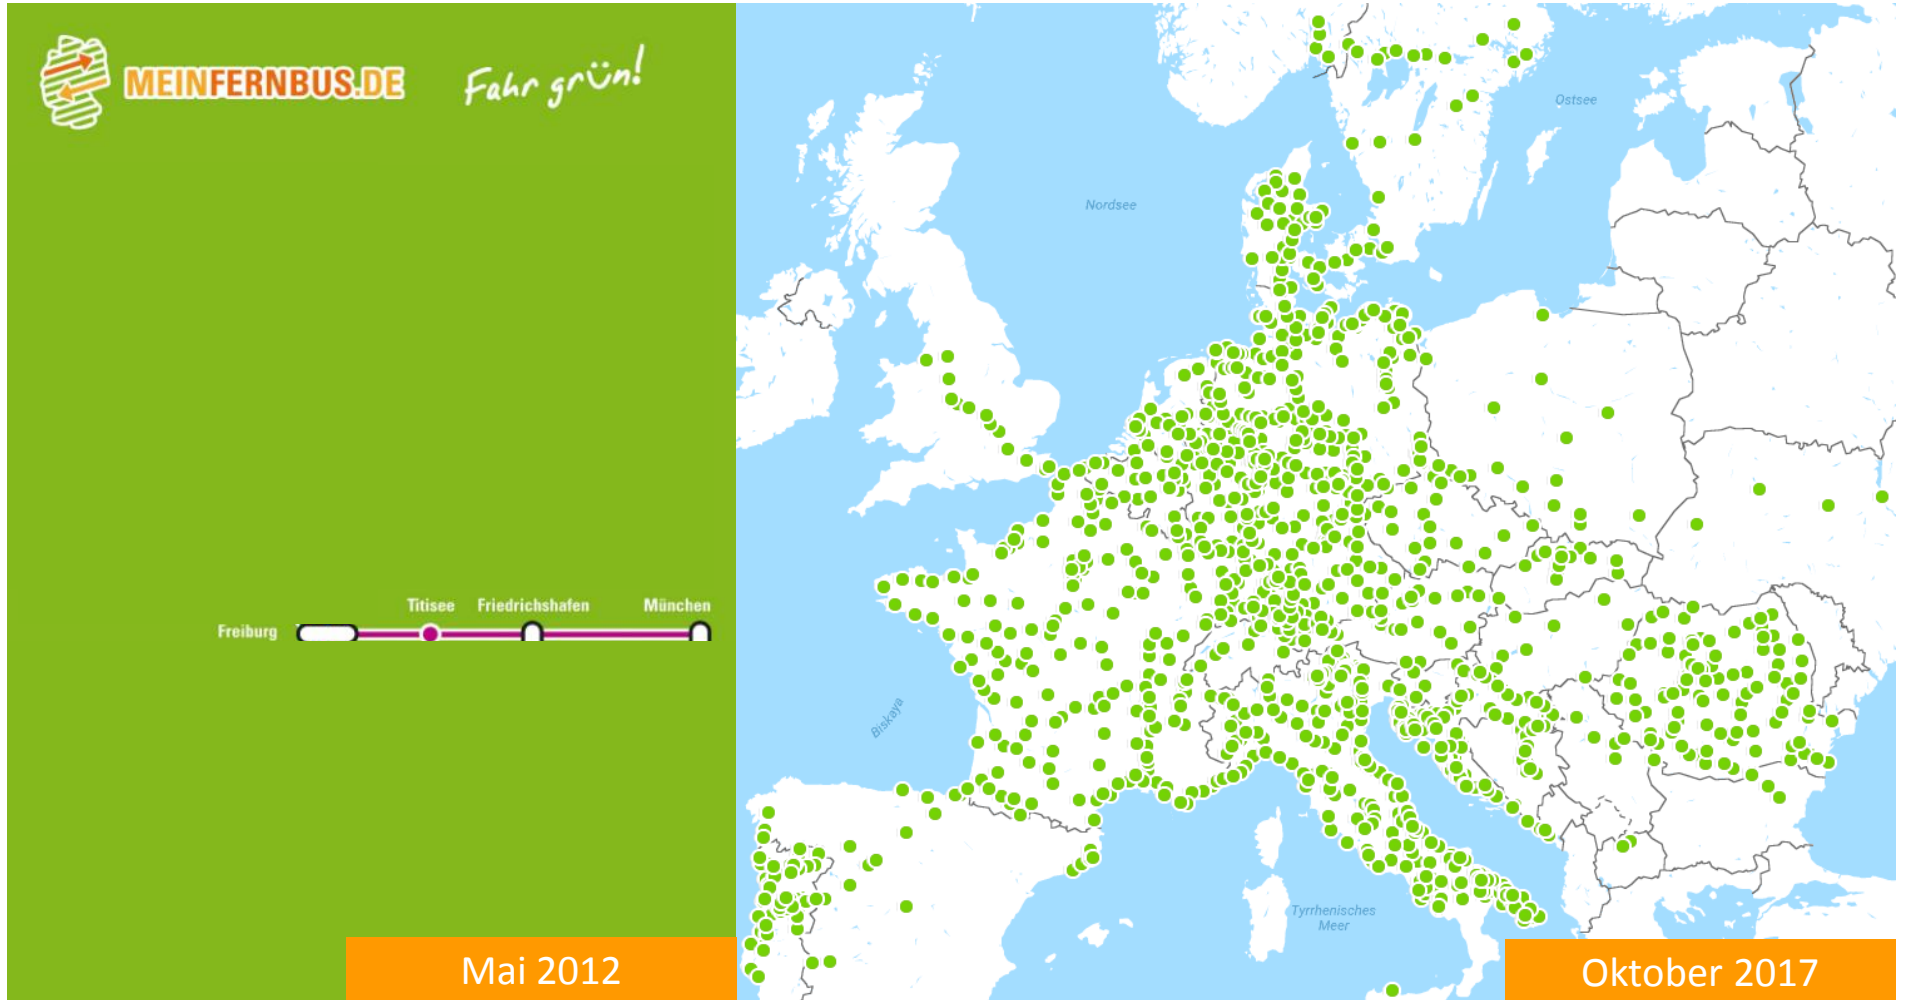 MEINFERNBUS.DE
Fahr grün!
Titisee Friedrichshafen München
Freiburg
Mai 2012
Ostsee
Nordsee
Biskaya
Tyrrhenisches
Meer
Oktober 2017